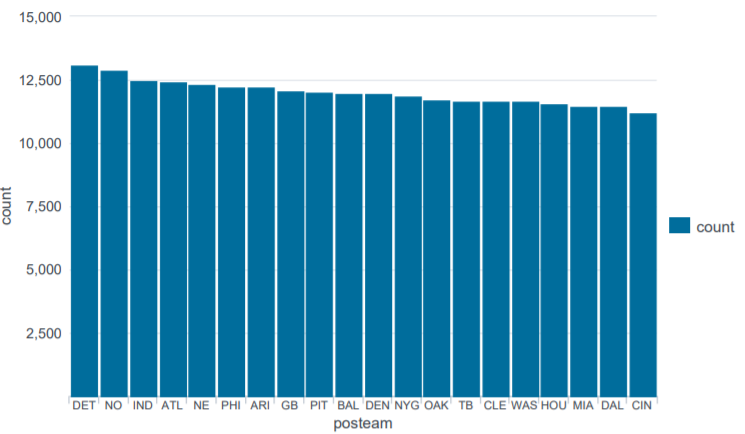 15,000
12,500
10,000
7,500
5,000
2,500
count
count
DET NO IND ATL NE PHI ARI GB PIT BAL DEN NYG OAK TB CLE WAS HOU MIA DAL CIN
posteam